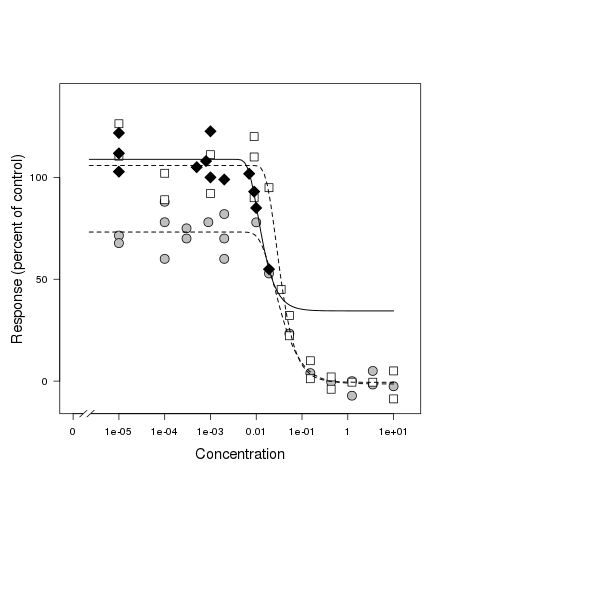 Response (percent of control)
100
50
0
0 1e-05 1e-04 1e-03 0.01 1e-01 1 1e+01
Concentration